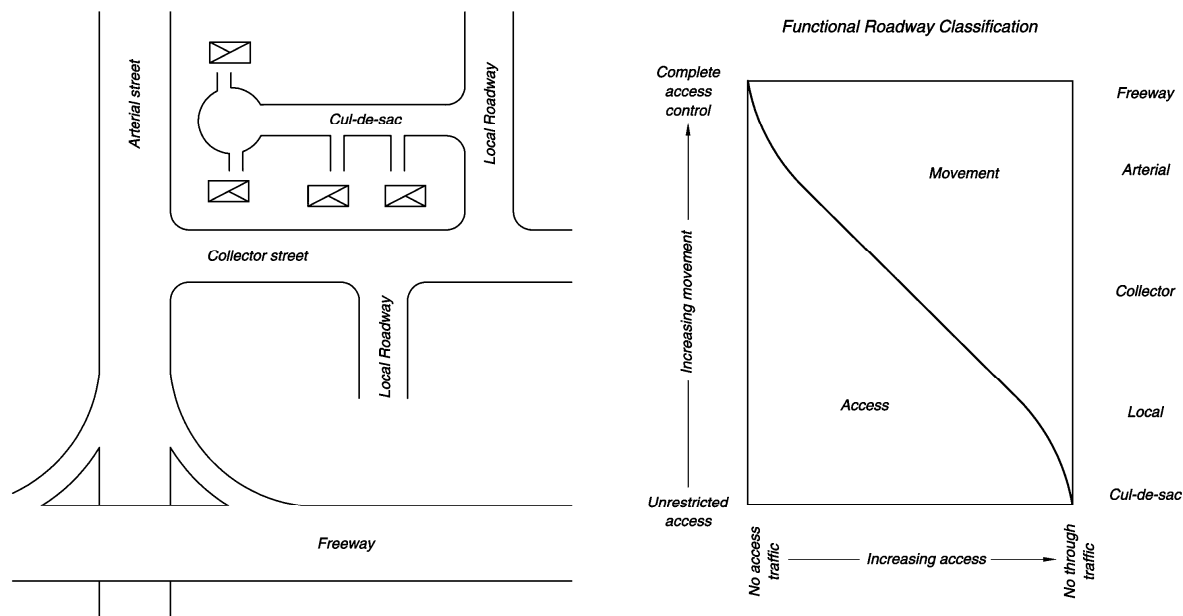 Arterial street
Cul-de-sac
Local Roadway
Collector street
Local Roadway
Freeway
Functional Roadway Classification
Complete
access
control
Increasing movement
Unrestricted
access
Movement
Access
Freeway
Arterial
Collector
Local
Cul-de-sac
No access
traffic
Increasing access
No through
traffic